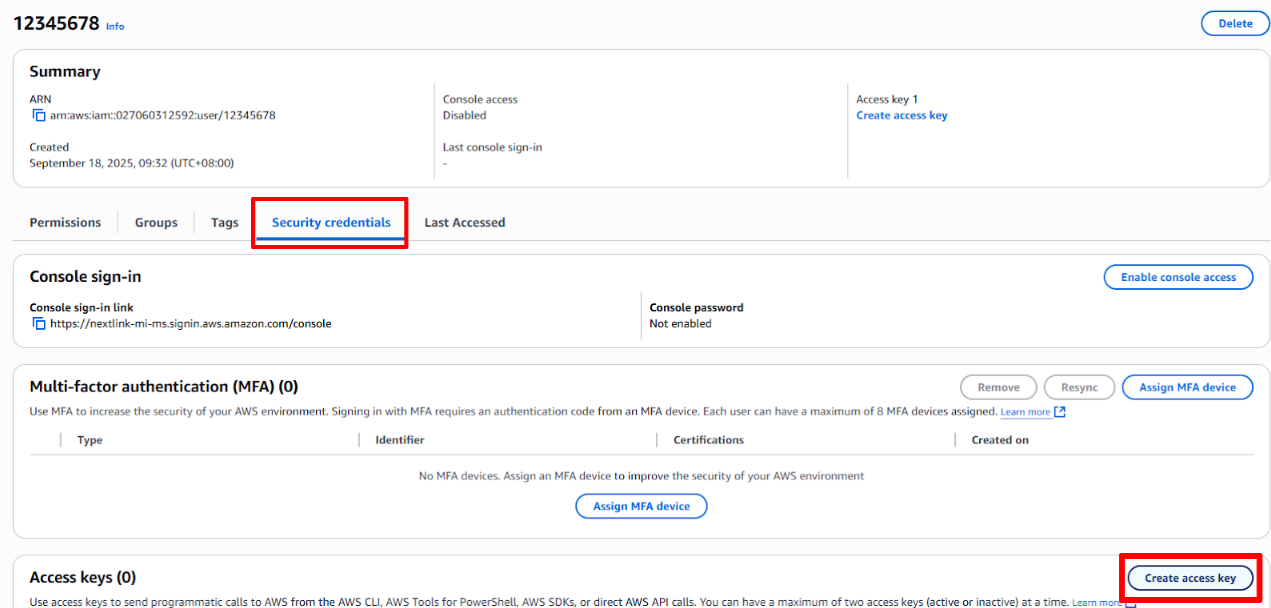 12345678 Info
Delete
Summary
ARN
arn:aws:iam::027060312592:user/12345678
Created
September 18, 2025, 09:32 (UTC+08:00)
Console access
Disabled
Last console sign-in
-
Access key 1
Create access key
Permissions
Groups
Tags
Security credentials
Last Accessed
Console sign-in
Enable console access
Console sign-in link
https://nextlink-mi-ms.signin.aws.amazon.com/console
Console password
Not enabled
Multi-factor authentication (MFA) (0)
Remove
Resync
Assign MFA device
Use MFA to increase the security of your AWS environment. Signing in with MFA requires an authentication code from an MFA device. Each user can have a maximum of 8 MFA devices assigned. Learn more
Type
Identifier
Certifications
Created on
No MFA devices. Assign an MFA device to improve the security of your AWS environment
Assign MFA device
Access keys (0)
Create access key
Use access keys to send programmatic calls to AWS from the AWS CLI, AWS Tools for PowerShell, AWS SDKs, or direct AWS API calls. You can have a maximum of two access keys (active or inactive) at a time. Learn more